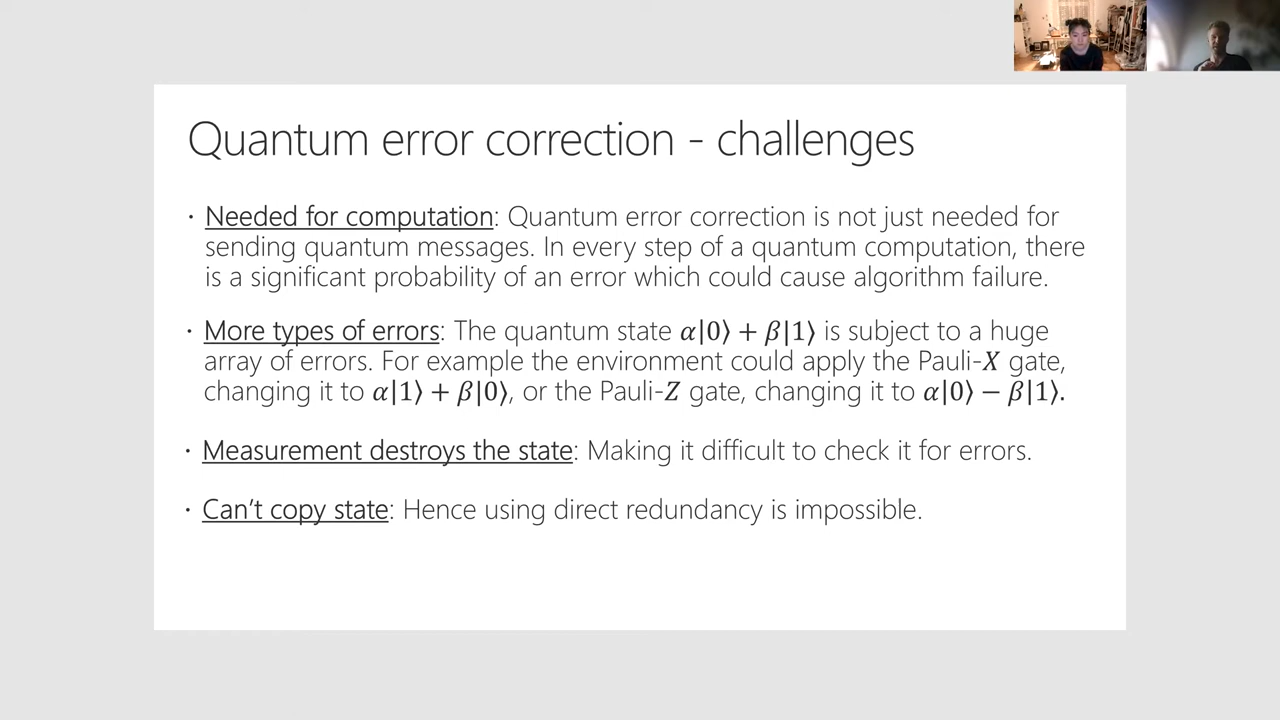 Quantum error correction - challenges
· Needed for computation: Quantum error correction is not just needed for
sending quantum messages. In every step of a quantum computation, there
is a significant probability of an error which could cause algorithm failure.
· More types of errors: The quantum state α|0⟩ + β|1⟩ is subject to a huge
array of errors. For example the environment could apply the Pauli-X gate,
changing it to α|1⟩ + β|0⟩, or the Pauli-Z gate, changing it to α|0⟩ − β|1⟩.
· Measurement destroys the state: Making it difficult to check it for errors.
· Can't copy state: Hence using direct redundancy is impossible.